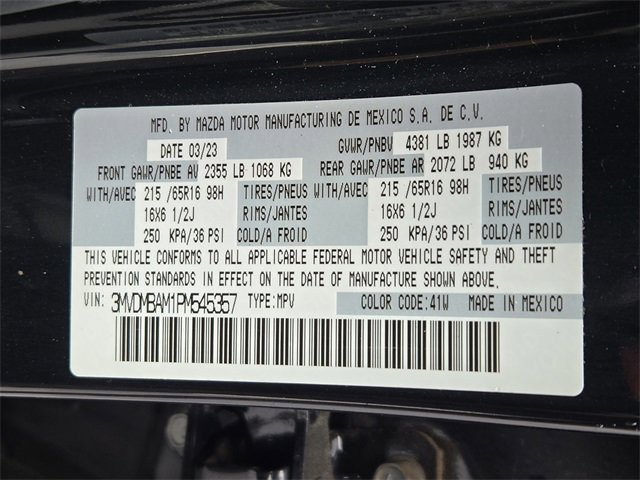 MFD. BY MAZDA MOTOR MANUFACTURING DE MEXICO S.A. DE C.V.
DATE 03/23 GVWR/PNBV 4381 LB 1987 KG
FRONT GAWR/PNBE AV 2355 LB 1068 KG REAR GAWR/PNBE AR 2072 LB 940 KG
WITH/AVEC 215 /65R16 98H TIRES/PNEUS WITH/AVEC 215 /65R16 98H TIRES/PNEUS
16X6 1/2J RIMS/JANTES 16X6 1/2J RIMS/JANTES
250 KPA/36 PSI COLD/A FROID 250 KPA/36 PSI COLD/A FROID
THIS VEHICLE CONFORMS TO ALL APPLICABLE FEDERAL MOTOR VEHICLE SAFETY AND THEFT
PREVENTION STANDARDS IN EFFECT ON THE DATE OF MANUFACTURE SHOWN ABOVE.
VIN: 3MVDMBAM1PM545357 TYPE:MPV COLOR CODE:41W MADE IN MEXICO